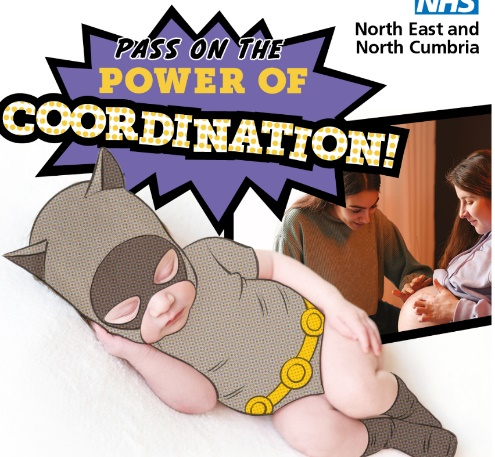 NHS
North East and
North Cumbria
PASS ON THE
POWER OF
COORDINATION!